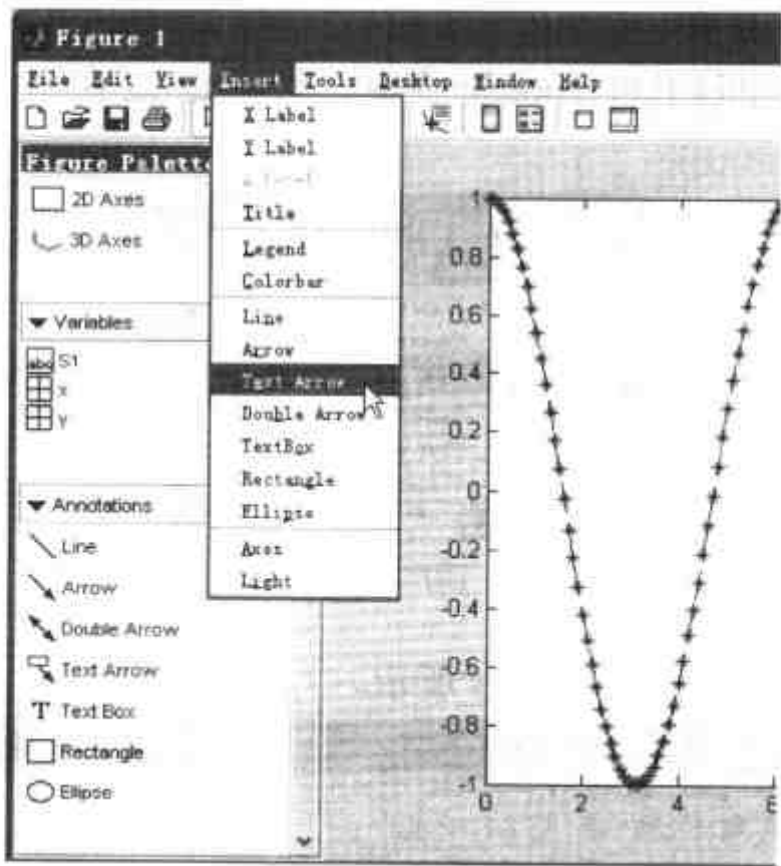 Figure 1
File Edit View Insert Tools Desktop Window Help
X Label
Y Label
Title
Legend
Colorbar
Line
Arrow
Text Arrow
Double Arrow
TextBox
Rectangle
Ellipse
Axes
Light
Figure Palette
2D Axes
3D Axes
Variables
abc S1
X
Y
Annotations
Line
Arrow
Double Arrow
Text Arrow
T Text Box
Rectangle
Ellipse
1
0.8
0.6
0.4
0.2
0
-0.2
-0.4
-0.6
-0.8
-1
0 2 4 6